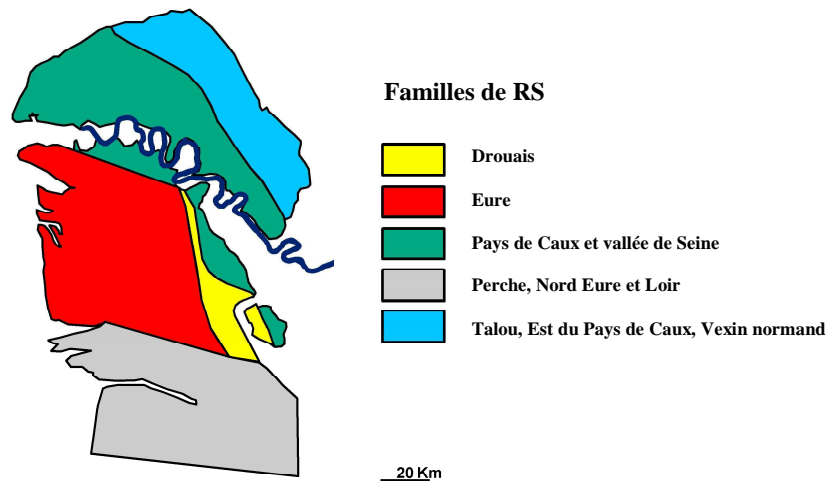 Familles de RS
Drouais
Eure
Pays de Caux et vallée de Seine
Perche, Nord Eure et Loir
Talou, Est du Pays de Caux, Vexin normand
20 Km